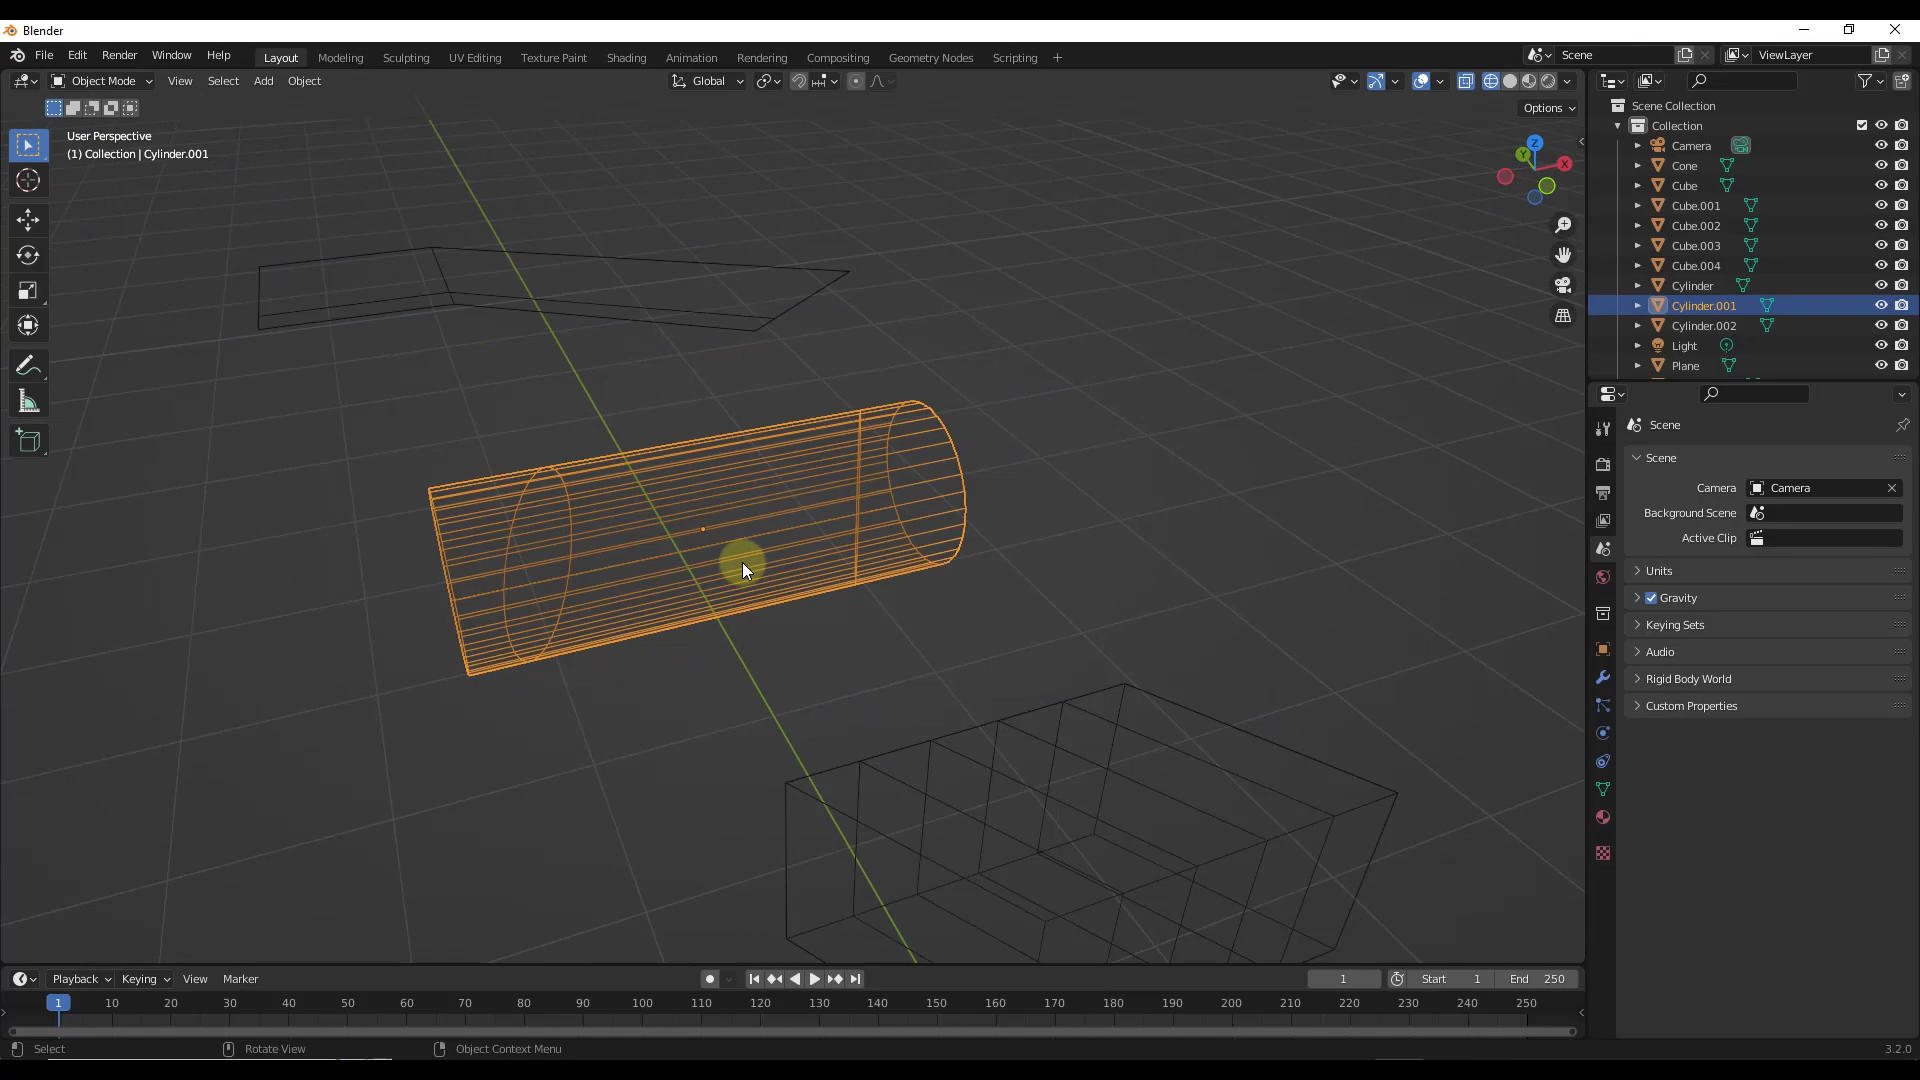 Blender
File Edit Render Window Help
Layout Modeling Sculpting UV Editing Texture Paint Shading Animation Rendering Compositing Geometry Nodes Scripting +
Scene
ViewLayer
Object Mode View Select Add Object
Global
Options
User Perspective
(1) Collection | Cylinder.001
Z
Y
X
Scene Collection
Collection
Camera
Cone
Cube
Cube.001
Cube.002
Cube.003
Cube.004
Cylinder
Cylinder.001
Cylinder.002
Light
Plane
Scene
Scene
Camera Camera
Background Scene
Active Clip
Units
Gravity
Keying Sets
Audio
Rigid Body World
Custom Properties
Playback Keying View Marker
1 Start 1 End 250
1 10 20 30 40 50 60 70 80 90 100 110 120 130 140 150 160 170 180 190 200 210 220 230 240 250
Select Rotate View Object Context Menu
3.2.0